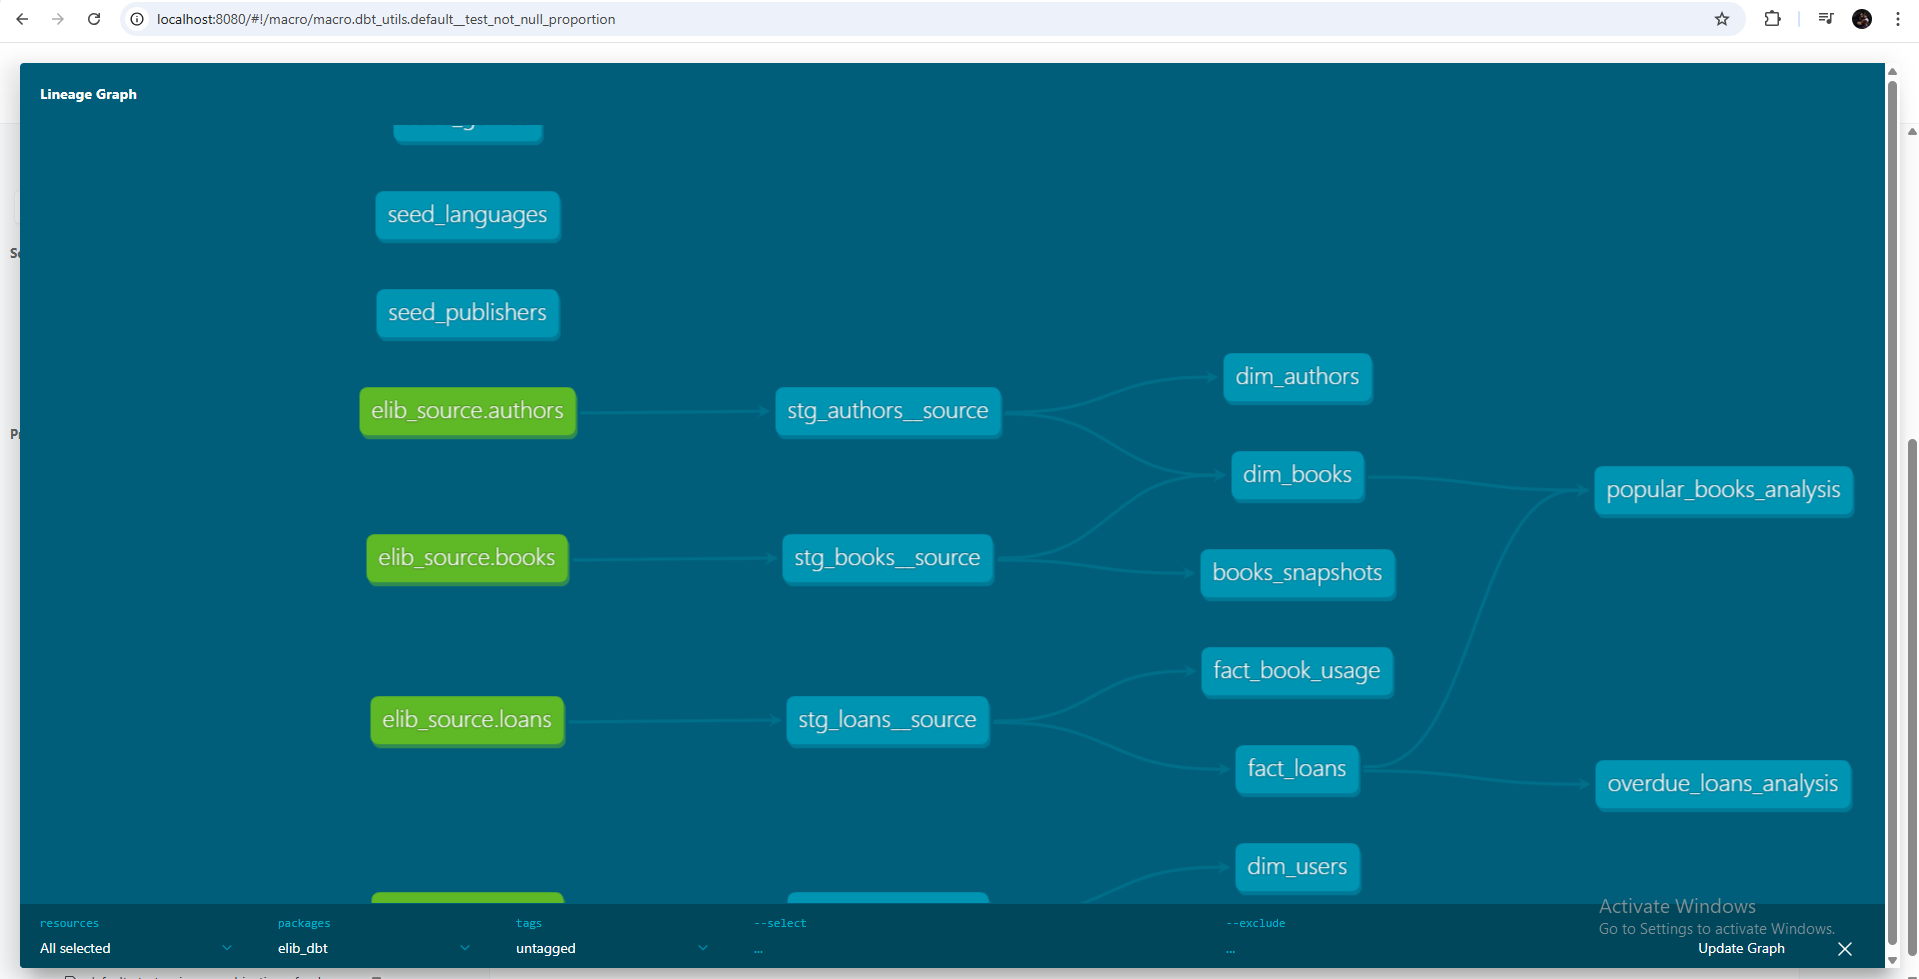 localhost:8080/#!/macro/macro.dbt_utils.default__test_not_null_proportion
Lineage Graph
seed_languages
seed_publishers
elib_source.authors
stg_authors__source
dim_authors
dim_books
popular_books_analysis
elib_source.books
stg_books__source
books_snapshots
fact_book_usage
elib_source.loans
stg_loans__source
fact_loans
overdue_loans_analysis
dim_users
resources
All selected
packages
elib_dbt
tags
untagged
--select
...
--exclude
...
Activate Windows
Go to Settings to activate Windows.
Update Graph